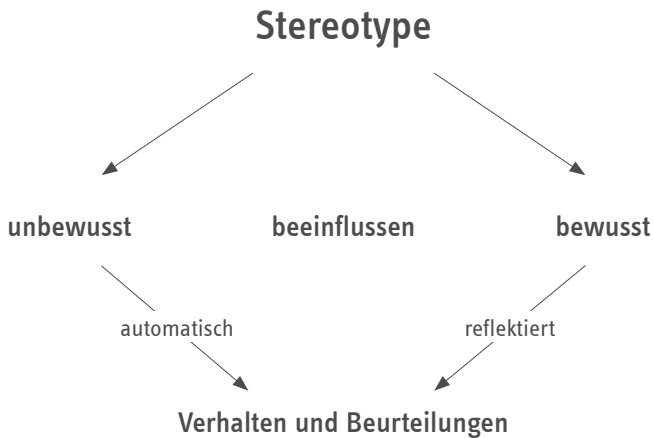 Stereotype
unbewusst beeinflussen bewusst
automatisch reflektiert
Verhalten und Beurteilungen